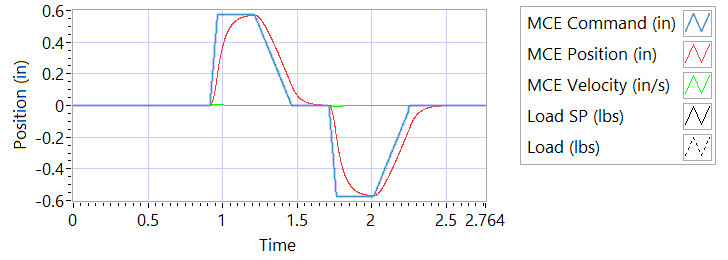 0.6
0.4
0.2
0
-0.2
-0.4
-0.6
Position (in)
0 0.5 1 1.5 2 2.5 2.764
Time
MCE Command (in)
MCE Position (in)
MCE Velocity (in/s)
Load SP (lbs)
Load (lbs)